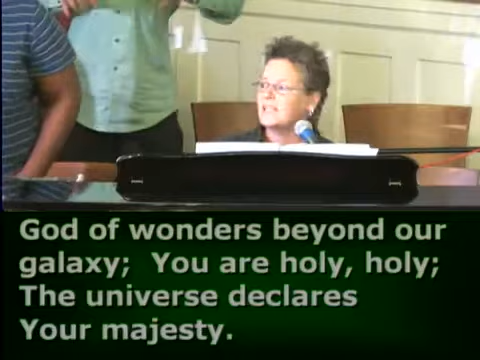 God of wonders beyond our
galaxy;  You are holy, holy;
The universe declares
Your majesty.